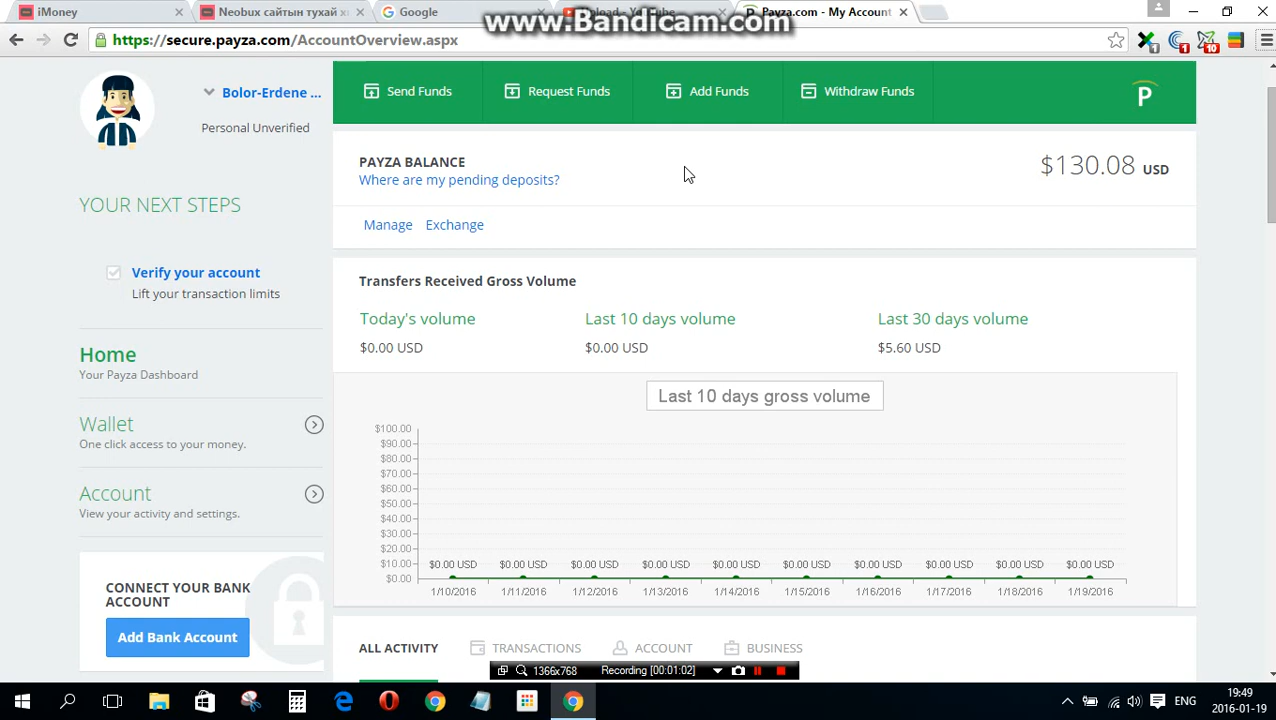 iMoney
Neobux сайтын тухай х
Google
YouTube
Payza.com - My Account
www.Bandicam.com
https://secure.payza.com/AccountOverview.aspx
1
1
10
Bolor-Erdene ...
Personal Unverified
Send Funds
Request Funds
Add Funds
Withdraw Funds
P
PAYZA BALANCE
Where are my pending deposits?
$130.08 USD
Manage
Exchange
YOUR NEXT STEPS
Verify your account
Lift your transaction limits
Home
Your Payza Dashboard
Wallet
One click access to your money.
Account
View your activity and settings.
CONNECT YOUR BANK
ACCOUNT
Add Bank Account
Transfers Received Gross Volume
Today's volume
Last 10 days volume
Last 30 days volume
$0.00 USD
$0.00 USD
$5.60 USD
Last 10 days gross volume
$100.00
$90.00
$80.00
$70.00
$60.00
$50.00
$40.00
$30.00
$20.00
$10.00
$0.00
$0.00 USD $0.00 USD $0.00 USD $0.00 USD $0.00 USD $0.00 USD $0.00 USD $0.00 USD $0.00 USD $0.00 USD
1/10/2016 1/11/2016 1/12/2016 1/13/2016 1/14/2016 1/15/2016 1/16/2016 1/17/2016 1/18/2016 1/19/2016
ALL ACTIVITY
TRANSACTIONS
ACCOUNT
BUSINESS
1366x768
Recording [00:01:02]
ENG
19:49
2016-01-19